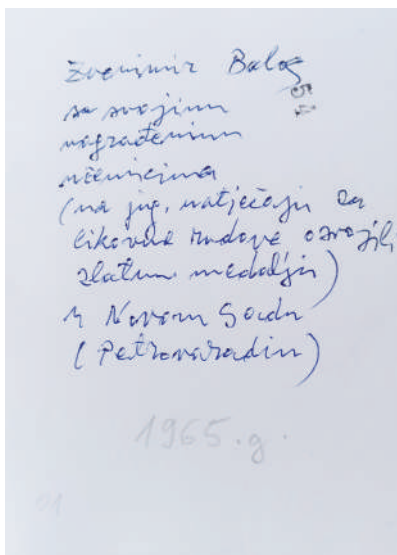 Zvonimir Balog
54
sa svojim
nagrađenim
učenicima
(na jug. natječaju za
likovne radove osvojili
zlatnu medalju)
u Novom Sadu
(Petrovaradin)
1965.g.